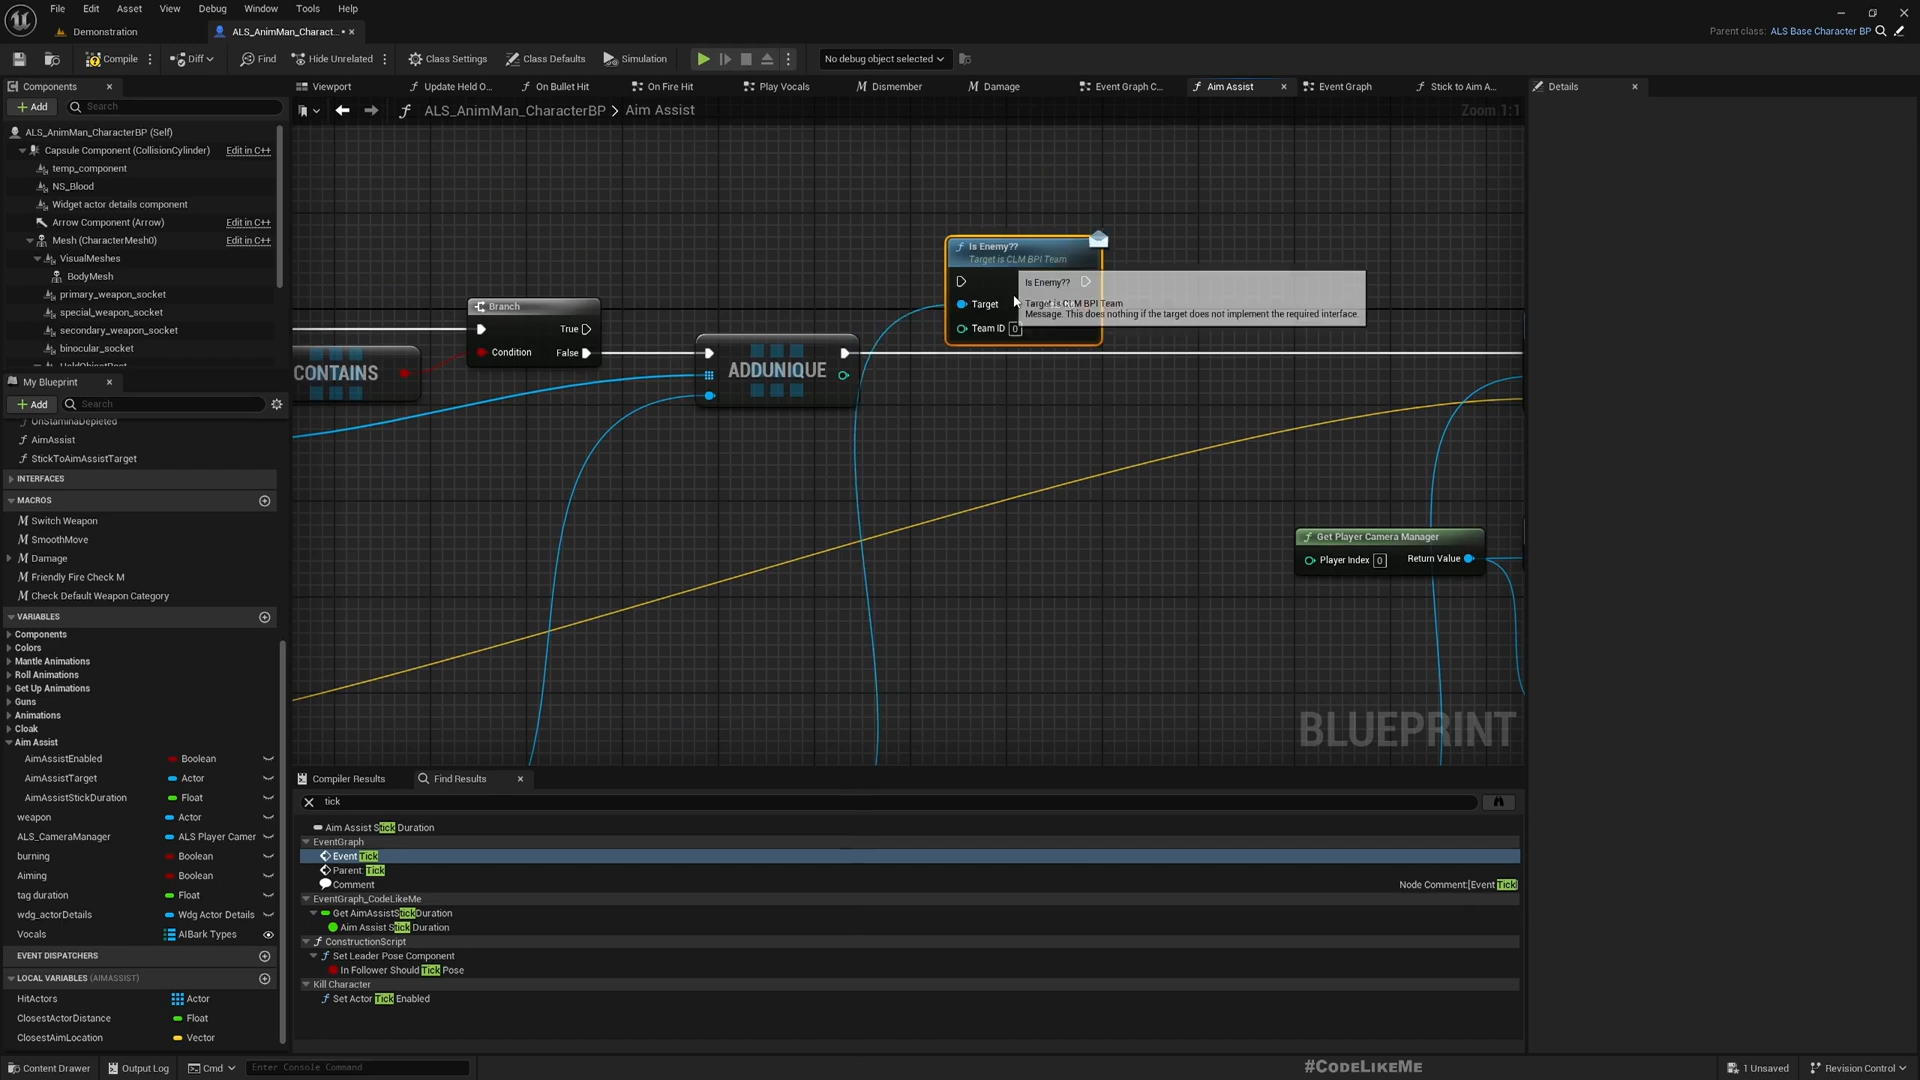 File Edit Asset View Debug Window Tools Help
Demonstration
ALS_AnimMan_Charact... •
Parent class: ALS Base Character BP
Compile
Diff
Find
Hide Unrelated
Class Settings
Class Defaults
Simulation
No debug object selected
Components
Viewport
Update Held O...
On Bullet Hit
On Fire Hit
Play Vocals
Dismember
Damage
Event Graph C...
Aim Assist
Event Graph
Stick to Aim A...
Details
Add
Search
ALS_AnimMan_CharacterBP > Aim Assist
Zoom 1:1
ALS_AnimMan_CharacterBP (Self)
Capsule Component (CollisionCylinder) Edit in C++
temp_component
NS_Blood
Widget actor details component
Arrow Component (Arrow) Edit in C++
Mesh (CharacterMesh0) Edit in C++
VisualMeshes
BodyMesh
primary_weapon_socket
special_weapon_socket
secondary_weapon_socket
binocular_socket
HeldObjectRoot
My Blueprint
Add
Search
OnStaminaDepleted
AimAssist
StickToAimAssistTarget
INTERFACES
MACROS
Switch Weapon
SmoothMove
Damage
Friendly Fire Check M
Check Default Weapon Category
VARIABLES
Components
Colors
Mantle Animations
Roll Animations
Get Up Animations
Guns
Animations
Cloak
Aim Assist
AimAssistEnabled Boolean
AimAssistTarget Actor
AimAssistStickDuration Float
weapon Actor
ALS_CameraManager ALS Player Camer
burning Boolean
Aiming Boolean
tag duration Float
wdg_actorDetails Wdg Actor Details
Vocals AIBark Types
EVENT DISPATCHERS
LOCAL VARIABLES (AIMASSIST)
HitActors Actor
ClosestActorDistance Float
ClosestAimLocation Vector
Is Enemy??
Target is CLM BPI Team
Target
Team ID 0
Is Enemy??
Target is CLM BPI Team
Message. This does nothing if the target does not implement the required interface.
Branch
True
Condition False
CONTAINS
ADDUNIQUE
Get Player Camera Manager
Player Index 0 Return Value
BLUEPRINT
Compiler Results
Find Results
tick
Aim Assist Stick Duration
EventGraph
Event Tick
Parent: Tick
Comment Node Comment:[Event Tick]
EventGraph_CodeLikeMe
Get AimAssistStickDuration
Aim Assist Stick Duration
ConstructionScript
Set Leader Pose Component
In Follower Should Tick Pose
Kill Character
Set Actor Tick Enabled
Content Drawer
Output Log
Cmd
Enter Console Command
#CODELIKEME
1 Unsaved
Revision Control